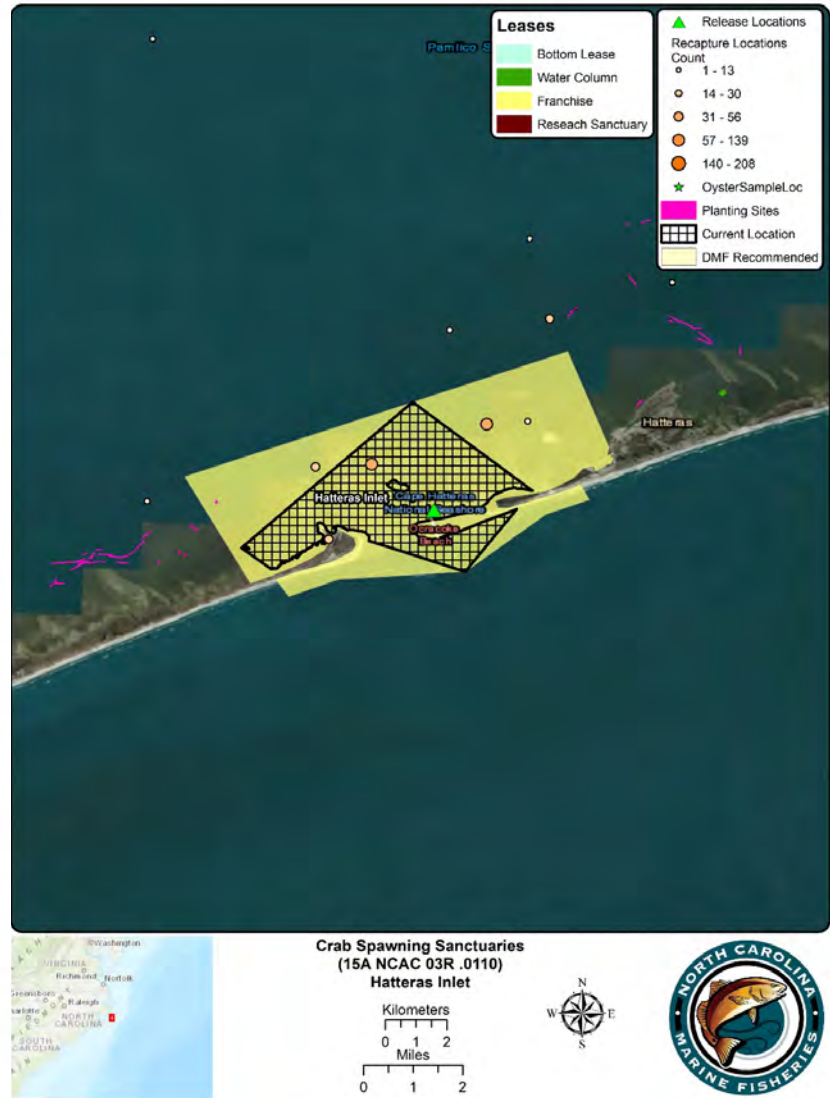 Leases
Bottom Lease
Water Column
Franchise
Reseach Sanctuary
Release Locations
Recapture Locations
Count
1 - 13
14 - 30
31 - 56
57 - 139
140 - 208
OysterSampleLoc
Planting Sites
Current Location
DMF Recommended
Pamlico S
Hatteras
Hatteras Inlet
Cape Hatteras
National Seashore
Ocracoke
Beach
Washington
VIRGINIA
Richmond
Norfolk
Greensboro
Raleigh
arlotte
NORTH
CAROLINA
SOUTH
CAROLINA
Crab Spawning Sanctuaries
(15A NCAC 03R .0110)
Hatteras Inlet
Kilometers
0 1 2
Miles
0 1 2
N
W E
S
NORTH CAROLINA
MARINE FISHERIES